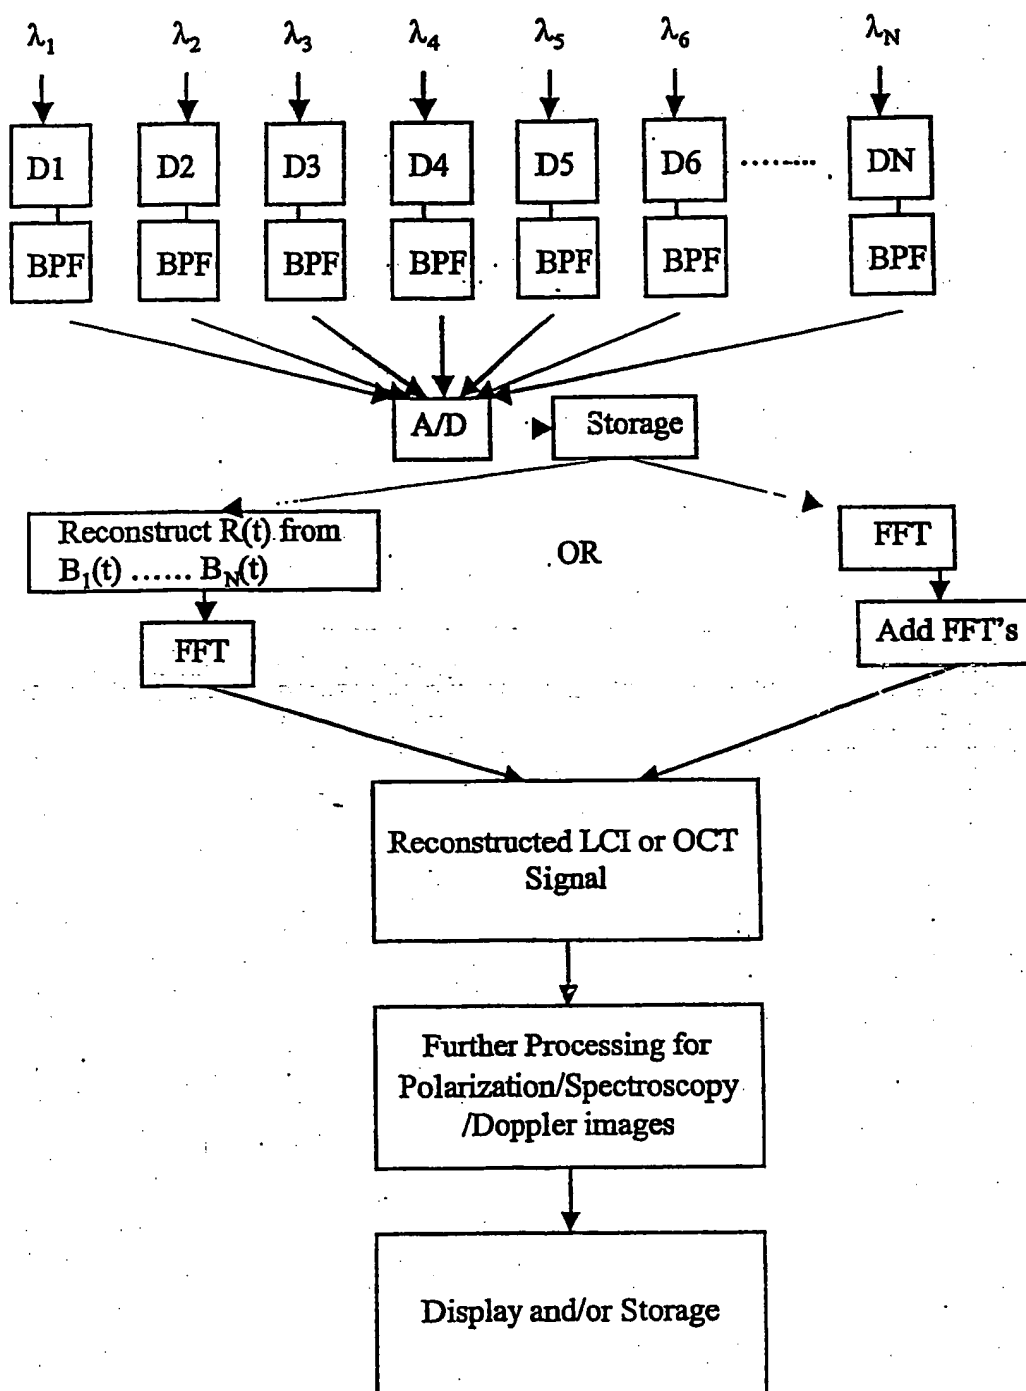 λ₁ λ₂ λ₃ λ₄ λ₅ λ₆ λN
D1 D2 D3 D4 D5 D6 ........ DN
BPF BPF BPF BPF BPF BPF BPF
A/D
Storage
Reconstruct R(t) from
B₁(t) ...... BN(t)
OR
FFT
FFT
Add FFT's
Reconstructed LCI or OCT
Signal
Further Processing for
Polarization/Spectroscopy
/Doppler images
Display and/or Storage